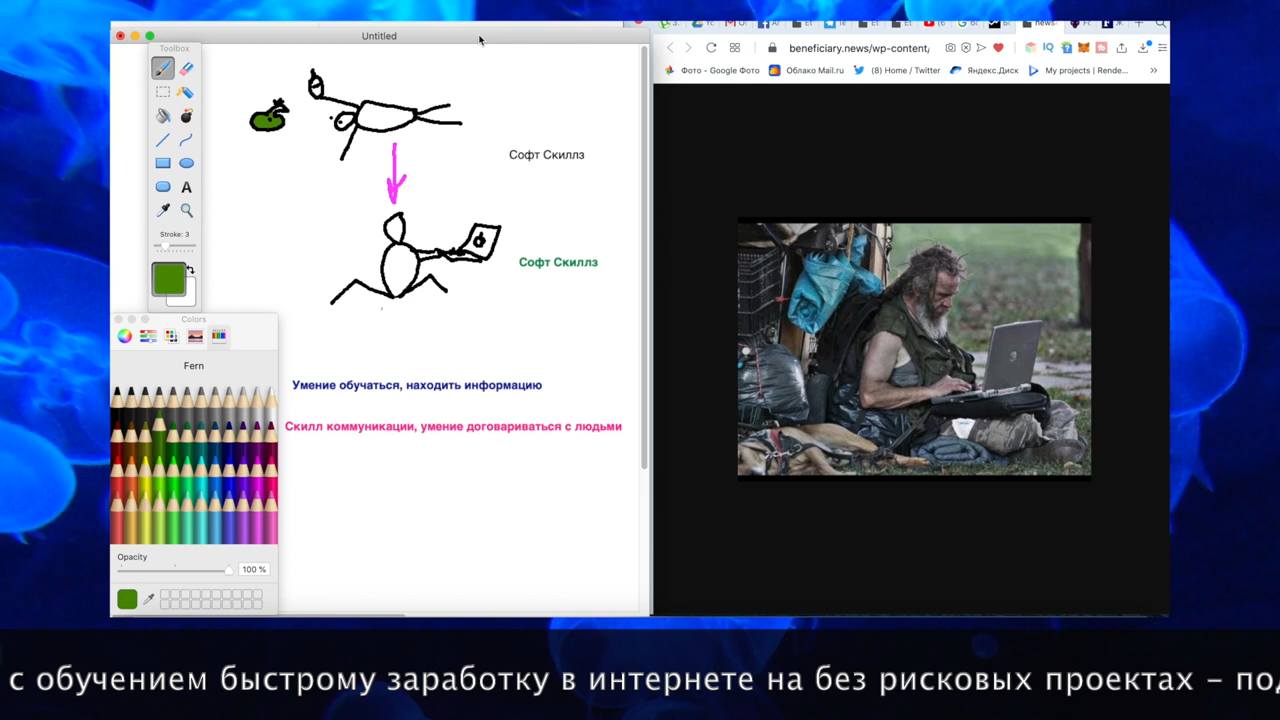 Untitled
Toolbox
A
Stroke: 3
Софт Скиллз
Софт Скиллз
Colors
Fern
Умение обучаться, находить информацию
Скилл коммуникации, умение договариваться с людьми
Opacity
100 %
beneficiary.news/wp-content/
IQ
Фото - Google Фото
Облако Mail.ru
(8) Home / Twitter
Яндекс.Диск
My projects | Rende...
с обучением быстрому заработку в интернете на без рисковых проектах - под